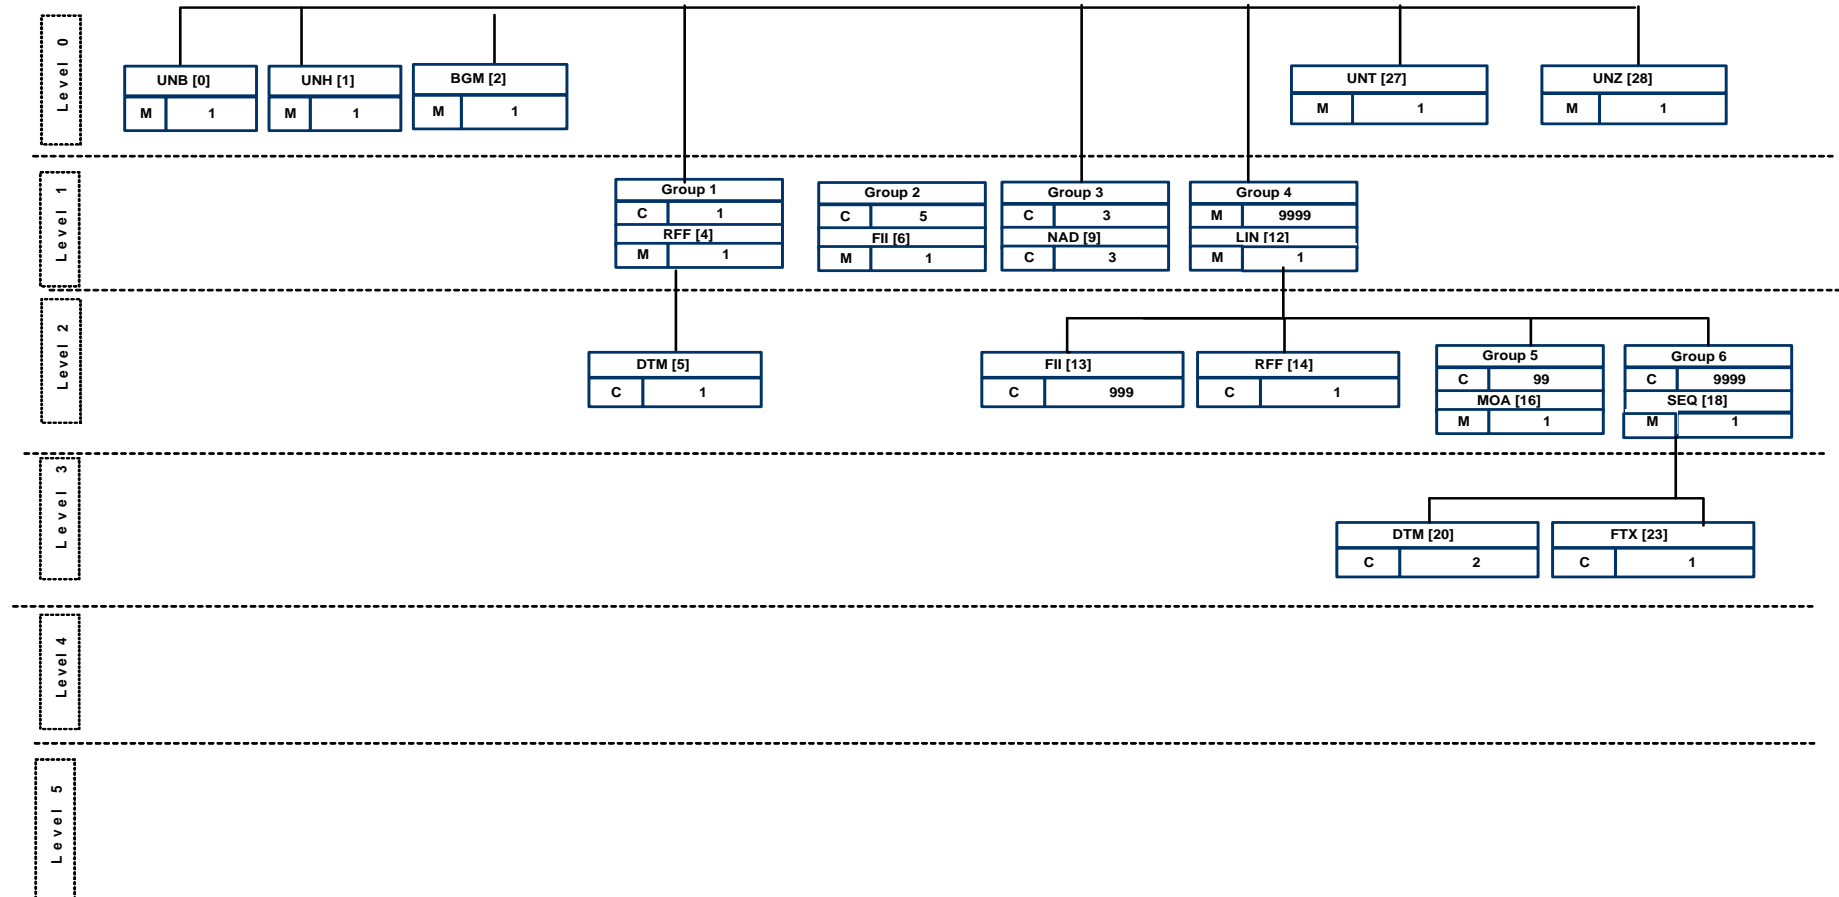 Level 0
UNB [0]
M 1
UNH [1]
M 1
BGM [2]
M 1
UNT [27]
M 1
UNZ [28]
M 1
Level 1
Group 1
C 1
RFF [4]
M 1
Group 2
C 5
FII [6]
M 1
Group 3
C 3
NAD [9]
C 3
Group 4
M 9999
LIN [12]
M 1
Level 2
DTM [5]
C 1
FII [13]
C 999
RFF [14]
C 1
Group 5
C 99
MOA [16]
M 1
Group 6
C 9999
SEQ [18]
M 1
Level 3
DTM [20]
C 2
FTX [23]
C 1
Level 4
Level 5